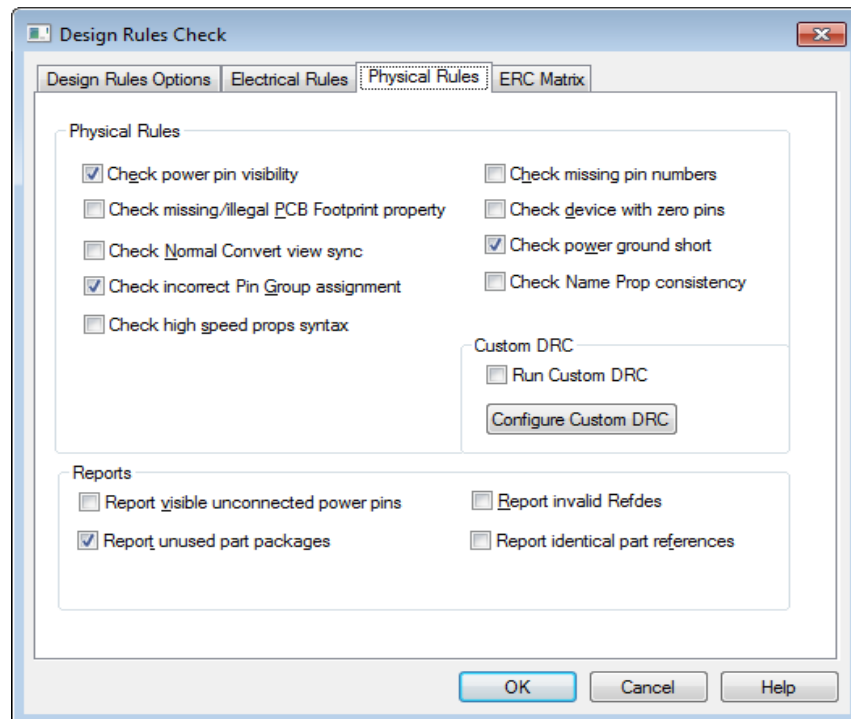 Design Rules Check
Design Rules Options Electrical Rules Physical Rules ERC Matrix
Physical Rules
Check power pin visibility
Check missing/illegal PCB Footprint property
Check Normal Convert view sync
Check incorrect Pin Group assignment
Check high speed props syntax
Check missing pin numbers
Check device with zero pins
Check power ground short
Check Name Prop consistency
Custom DRC
Run Custom DRC
Configure Custom DRC
Reports
Report visible unconnected power pins
Report unused part packages
Report invalid Refdes
Report identical part references
OK Cancel Help